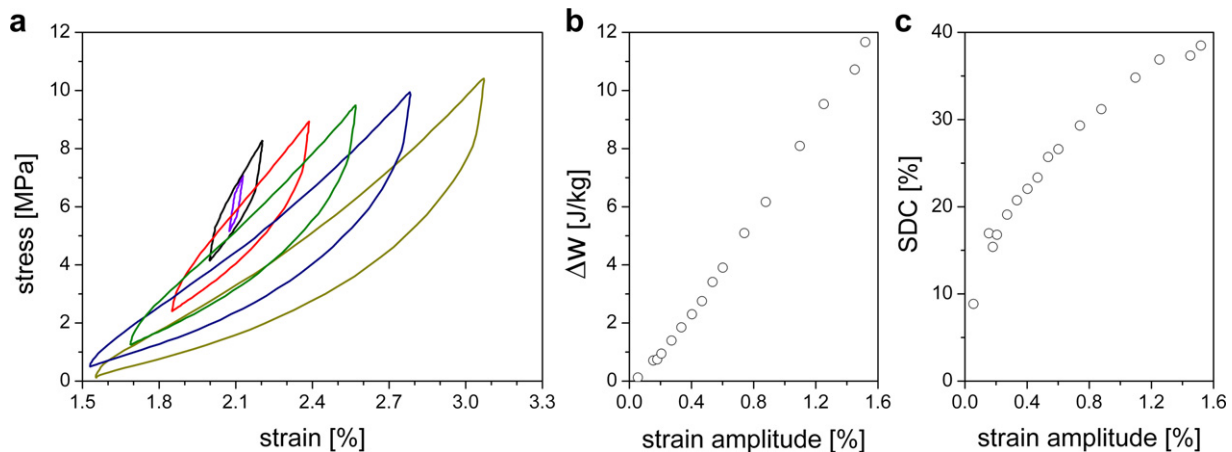 a
12
10
8
6
4
2
0
stress [MPa]
1.5 1.8 2.1 2.4 2.7 3.0 3.3
strain [%]
b
12
10
8
6
4
2
0
ΔW [J/kg]
0.0 0.4 0.8 1.2 1.6
strain amplitude [%]
c
40
30
20
10
0
SDC [%]
0.0 0.4 0.8 1.2 1.6
strain amplitude [%]